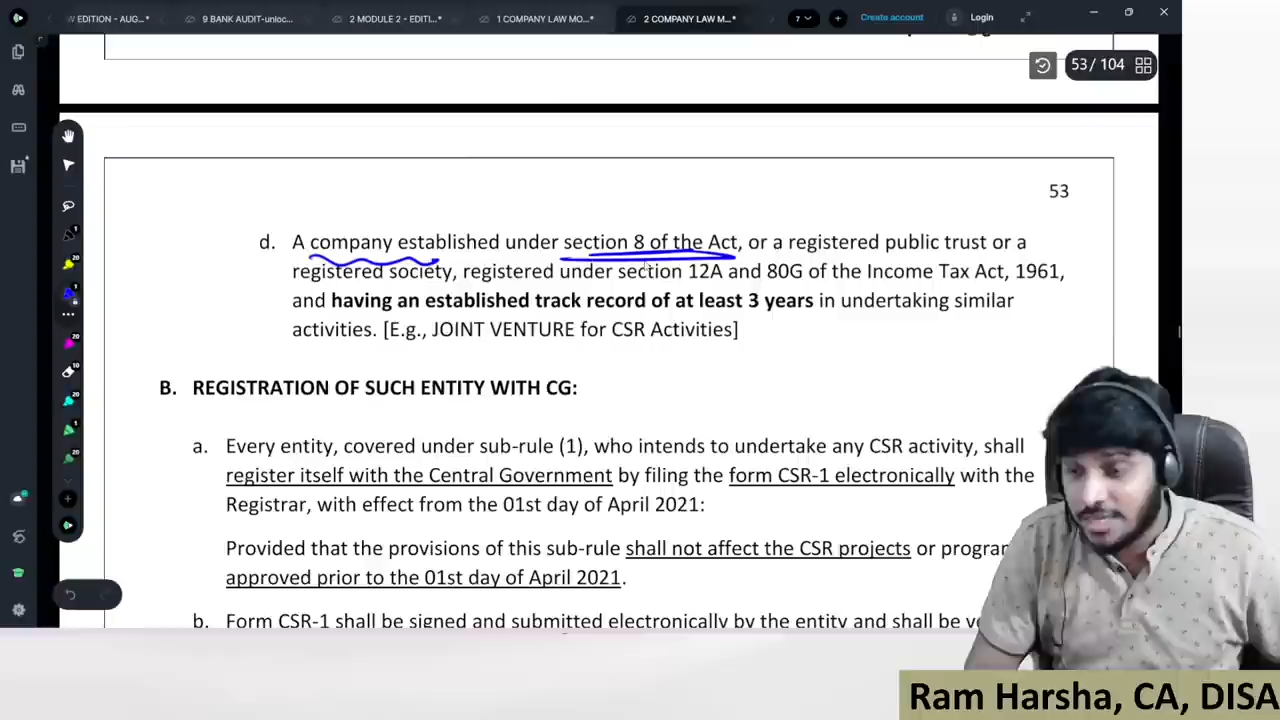 W EDITION - AUG...* 9 BANK AUDIT-unloc... 2 MODULE 2 - EDITI...* 1 COMPANY LAW MO...* 2 COMPANY LAW M...* 7 Create account Login
53 / 104
53
d. A company established under section 8 of the Act, or a registered public trust or a
registered society, registered under section 12A and 80G of the Income Tax Act, 1961,
and having an established track record of at least 3 years in undertaking similar
activities. [E.g., JOINT VENTURE for CSR Activities]
B. REGISTRATION OF SUCH ENTITY WITH CG:
a. Every entity, covered under sub-rule (1), who intends to undertake any CSR activity, shall
register itself with the Central Government by filing the form CSR-1 electronically with the
Registrar, with effect from the 01st day of April 2021:
Provided that the provisions of this sub-rule shall not affect the CSR projects or program
approved prior to the 01st day of April 2021.
b. Form CSR-1 shall be signed and submitted electronically by the entity and shall be
Ram Harsha, CA, DISA